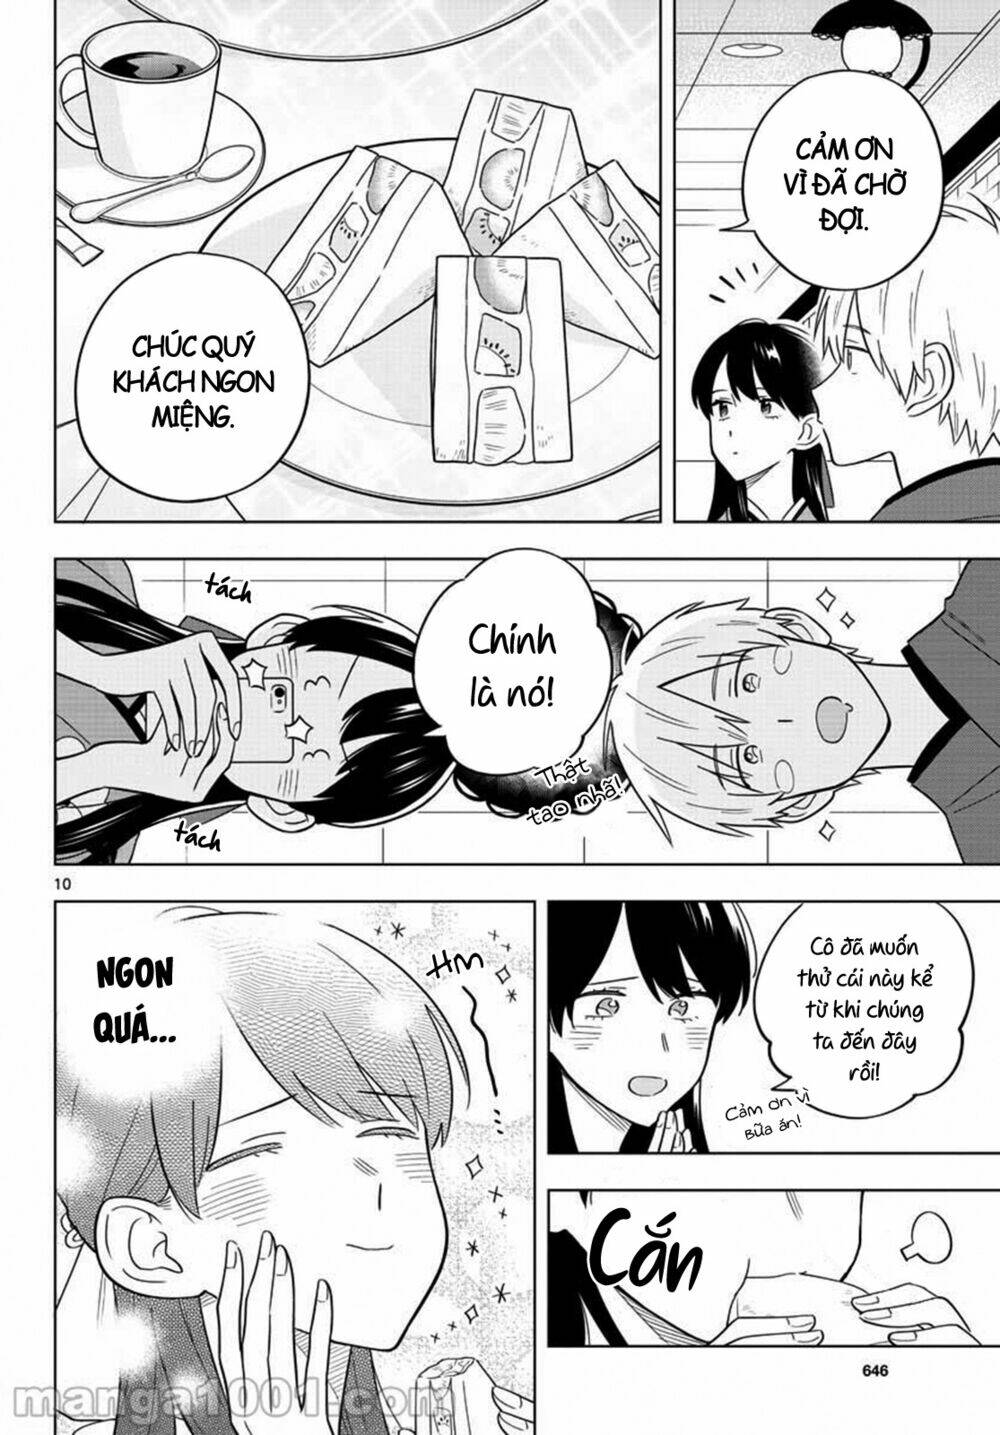 CẢM ƠN
VÌ ĐÃ CHỜ
ĐỢI.
CHÚC QUÝ
KHÁCH NGON
MIỆNG.
Chính
là nó!
Thật
tao nhã!
tách
tách
10
Cô đã muốn
thử cái này kể
từ khi chúng
ta đến đây
rồi!
Cảm ơn vì
Bữa ăn!
Cắn
HM
NGON
QUÁ...
646
manga1001.com